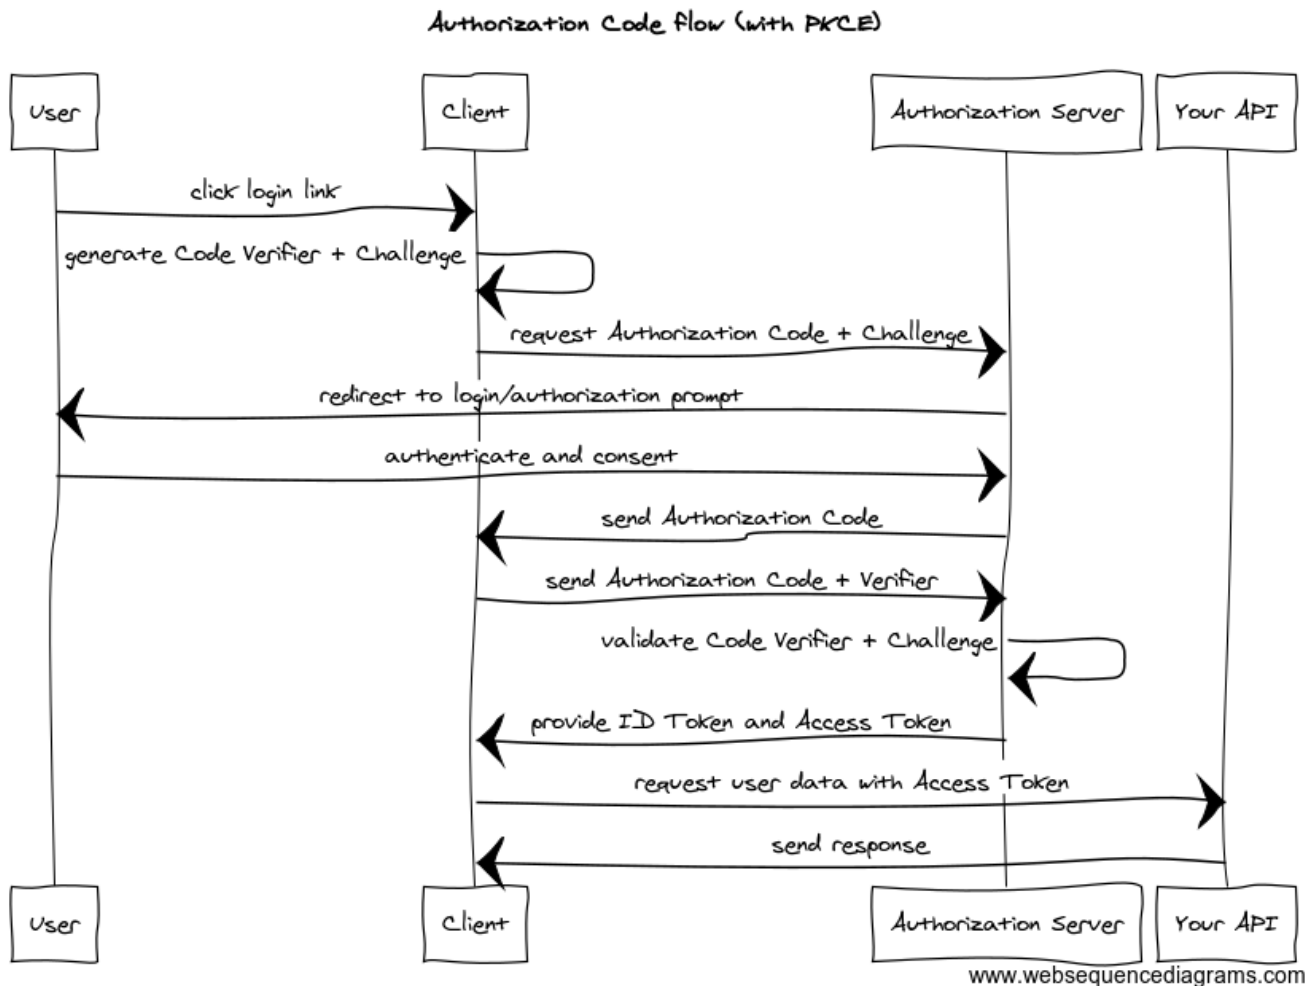 Authorization Code flow (with PKCE)
User
Client
Authorization Server
Your API
click login link
generate Code Verifier + Challenge
request Authorization Code + Challenge
redirect to login/authorization prompt
authenticate and consent
send Authorization Code
send Authorization Code + Verifier
validate Code Verifier + Challenge
provide ID Token and Access Token
request user data with Access Token
send response
User
Client
Authorization Server
Your API
www.websequencediagrams.com